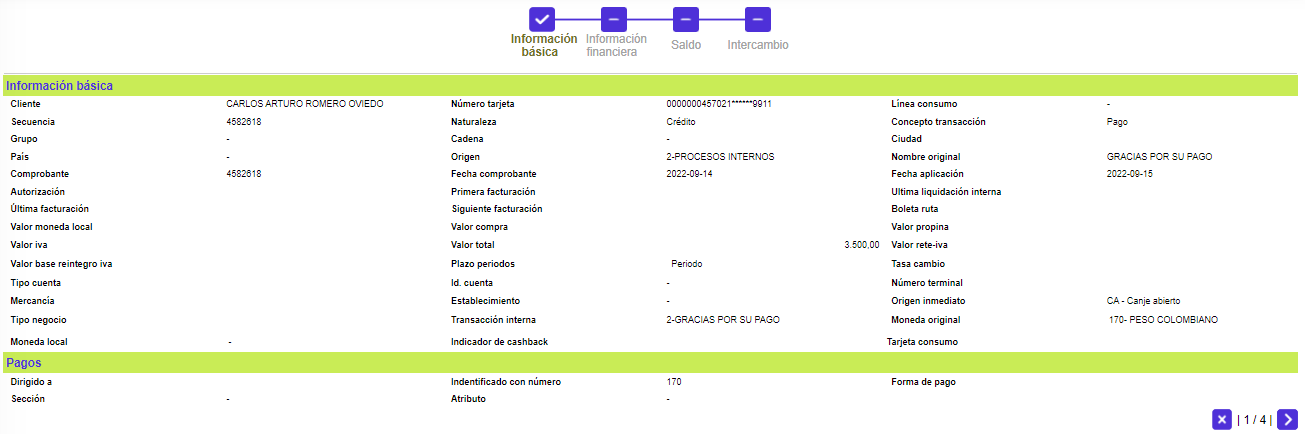 Información básica
Información financiera
Saldo
Intercambio
Información básica
Cliente CARLOS ARTURO ROMERO OVIEDO Número tarjeta 0000000457021******9911 Línea consumo -
Secuencia 4582618 Naturaleza Crédito Concepto transacción Pago
Grupo - Cadena - Ciudad
País - Origen 2-PROCESOS INTERNOS Nombre original GRACIAS POR SU PAGO
Comprobante 4582618 Fecha comprobante 2022-09-14 Fecha aplicación 2022-09-15
Autorización Primera facturación Ultima liquidación interna
Última facturación Siguiente facturación Boleta ruta
Valor moneda local Valor compra Valor propina
Valor iva Valor total 3.500,00 Valor rete-iva
Valor base reintegro iva Plazo periodos Periodo Tasa cambio
Tipo cuenta Id. cuenta - Número terminal
Mercancía Establecimiento - Origen inmediato CA - Canje abierto
Tipo negocio Transacción interna 2-GRACIAS POR SU PAGO Moneda original 170- PESO COLOMBIANO
Moneda local - Indicador de cashback Tarjeta consumo
Pagos
Dirigido a Indentificado con número 170 Forma de pago
Sección - Atributo -
| 1 / 4 |